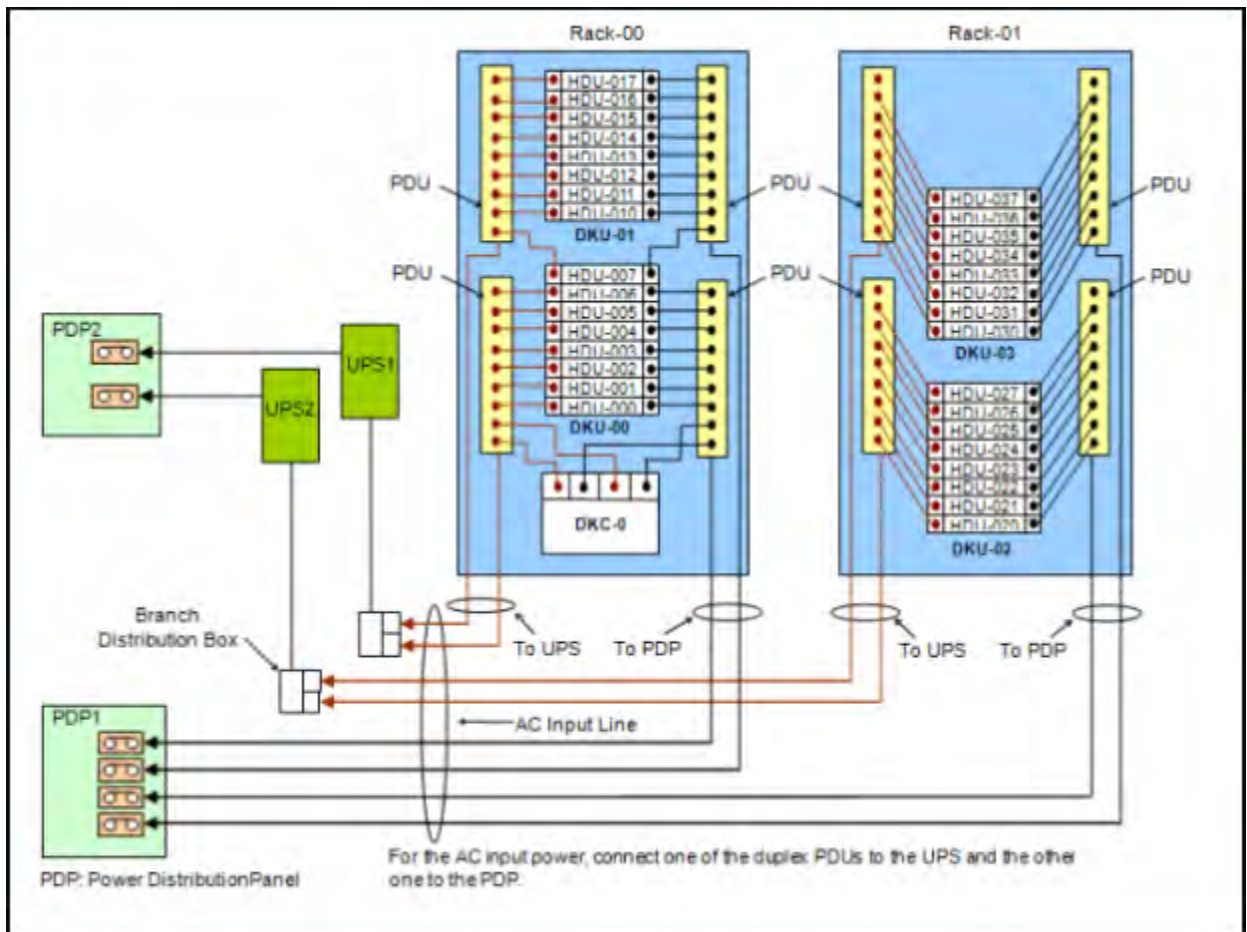 Rack-00
Rack-01
HDU-017
HDU-016
HDU-015
HDU-014
HDU-013
HDU-012
HDU-011
HDU-010
DKU-01
PDU
PDU
PDU
HDU-037
HDU-036
HDU-035
HDU-034
HDU-033
HDU-032
HDU-031
HDU-030
DKU-03
HDU-007
HDU-006
HDU-005
HDU-004
HDU-003
HDU-002
HDU-001
HDU-000
DKU-00
PDU
PDU
PDU
HDU-027
HDU-026
HDU-025
HDU-024
HDU-023
HDU-022
HDU-021
HDU-020
DKU-02
DKC-0
PDP2
UPS1
UPS2
Branch
Distribution Box
To UPS
To PDP
To UPS
To PDP
PDP1
AC Input Line
For the AC input power, connect one of the duplex PDUs to the UPS and the other
one to the PDP.
PDP: Power Distribution Panel